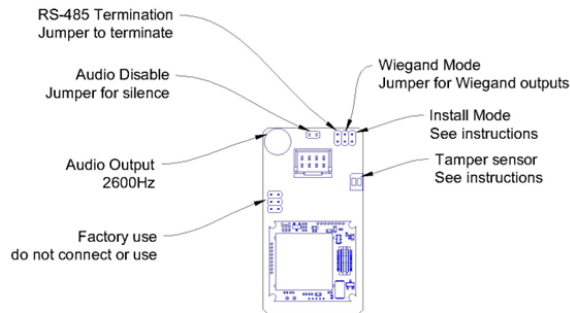 RS-485 Termination
Jumper to terminate
Audio Disable
Jumper for silence
Audio Output
2600Hz
Factory use
do not connect or use
Wiegand Mode
Jumper for Wiegand outputs
Install Mode
See instructions
Tamper sensor
See instructions